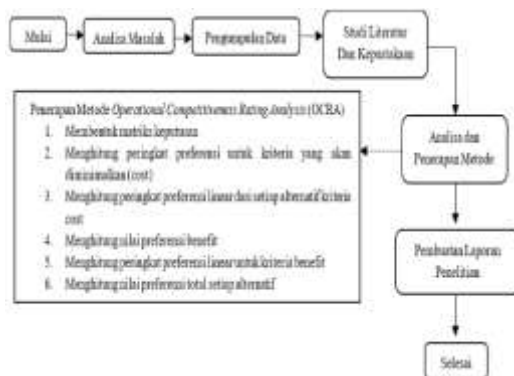 Mulai
Analisa Masalah
Pengumpulan Data
Studi Literatur
Dan Kepustakaan
Penerapan Metode Operational Competitiveness Rating Analysis (OCRA)
1. Membentuk matriks keputusan
2. Menghitung peringkat preferensi untuk kriteria yang akan
diminimalkan (cost)
3. Menghitung peringkat preferensi linear dari setiap alternatif kriteria
cost
4. Menghitung nilai preferensi benefit
5. Menghitung peringkat preferensi linear untuk kriteria benefit
6. Menghitung nilai preferensi total setiap alternatif
Analisa dan
Penerapan Metode
Pembuatan Laporan
Penelitian
Selesai